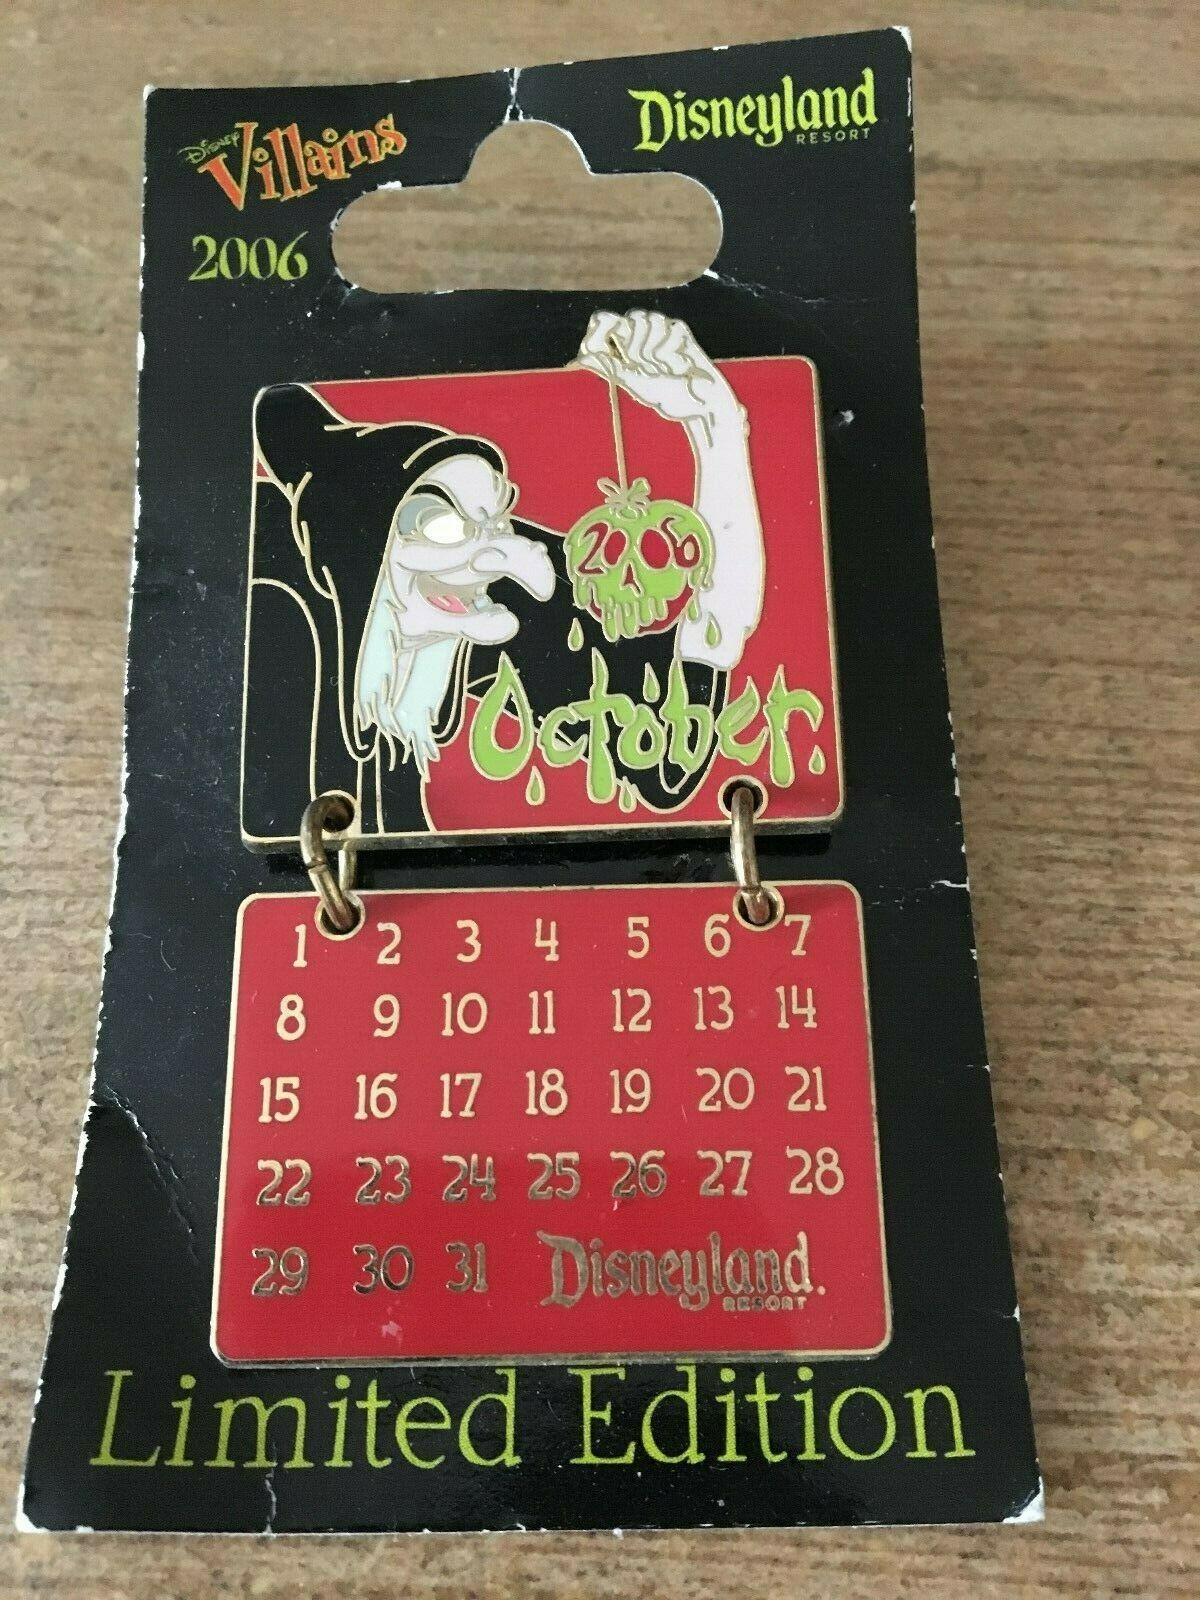 Disney
Villains
2006
Disneyland
RESORT
2006
October
1 2 3 4 5 6 7
8 9 10 11 12 13 14
15 16 17 18 19 20 21
22 23 24 25 26 27 28
29 30 31 Disneyland
RESORT
Limited Edition